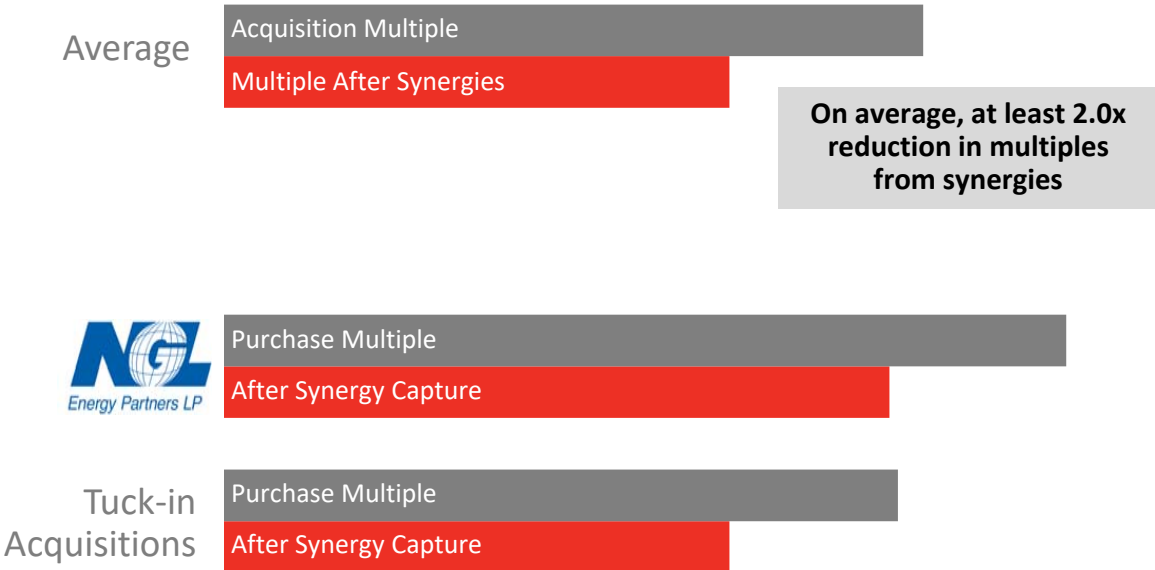 Average
Acquisition Multiple
Multiple After Synergies
On average, at least 2.0x
reduction in multiples
from synergies
NGL
Energy Partners LP
Purchase Multiple
After Synergy Capture
Tuck-in
Acquisitions
Purchase Multiple
After Synergy Capture